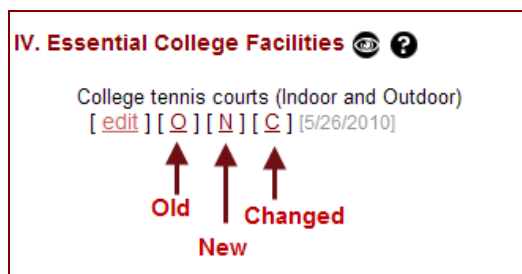 IV. Essential College Facilities ?
College tennis courts (Indoor and Outdoor)
[ edit ] [ O ] [ N ] [ C ] [5/26/2010]
Old
Changed
New